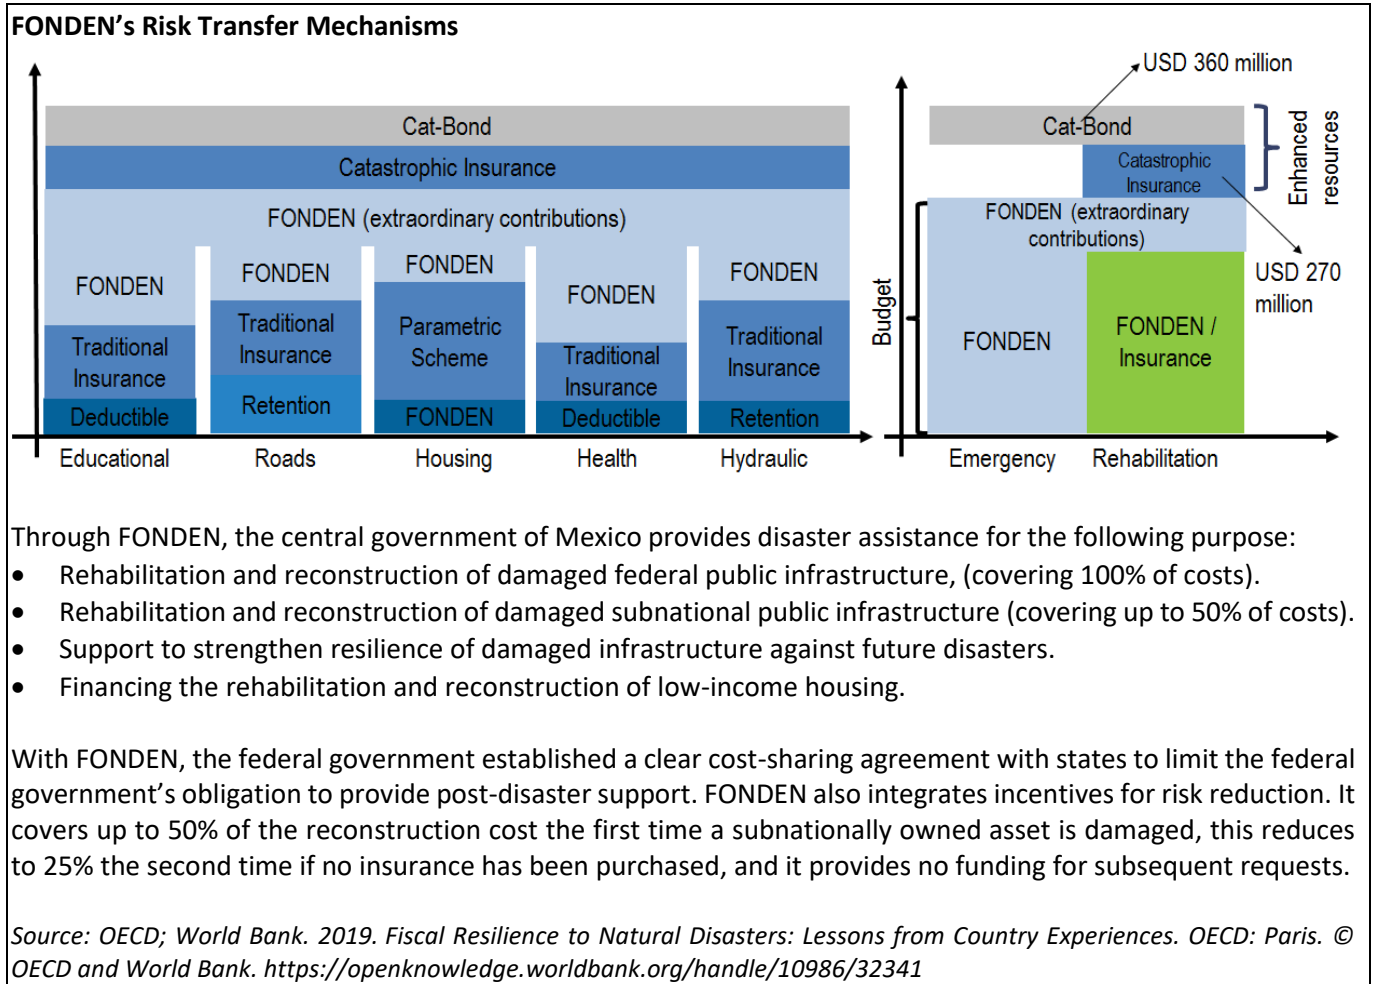 FONDEN’s Risk Transfer Mechanisms
Cat-Bond
Catastrophic Insurance
FONDEN (extraordinary contributions)
FONDEN
Traditional
Insurance
Deductible
Educational
FONDEN
Traditional
Insurance
Retention
Roads
FONDEN
Parametric
Scheme
FONDEN
Housing
FONDEN
Traditional
Insurance
Deductible
Health
FONDEN
Traditional
Insurance
Retention
Hydraulic
USD 360 million
Cat-Bond
Catastrophic
Insurance
Enhanced
resources
FONDEN (extraordinary
contributions)
USD 270
million
Budget
FONDEN
FONDEN /
Insurance
Emergency
Rehabilitation
Through FONDEN, the central government of Mexico provides disaster assistance for the following purpose:
• Rehabilitation and reconstruction of damaged federal public infrastructure, (covering 100% of costs).
• Rehabilitation and reconstruction of damaged subnational public infrastructure (covering up to 50% of costs).
• Support to strengthen resilience of damaged infrastructure against future disasters.
• Financing the rehabilitation and reconstruction of low-income housing.
With FONDEN, the federal government established a clear cost-sharing agreement with states to limit the federal
government’s obligation to provide post-disaster support. FONDEN also integrates incentives for risk reduction. It
covers up to 50% of the reconstruction cost the first time a subnationally owned asset is damaged, this reduces
to 25% the second time if no insurance has been purchased, and it provides no funding for subsequent requests.
Source: OECD; World Bank. 2019. Fiscal Resilience to Natural Disasters: Lessons from Country Experiences. OECD: Paris. ©
OECD and World Bank. https://openknowledge.worldbank.org/handle/10986/32341